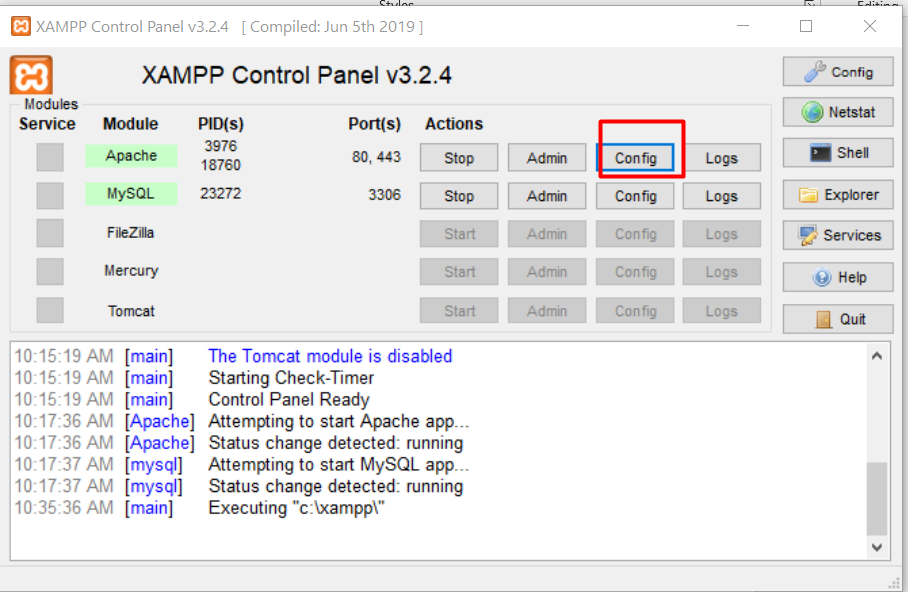 XAMPP Control Panel v3.2.4 [ Compiled: Jun 5th 2019 ]
XAMPP Control Panel v3.2.4
Config
Modules
Service Module PID(s) Port(s) Actions
Netstat
Apache 3976 18760 80, 443 Stop Admin Config Logs
Shell
MySQL 23272 3306 Stop Admin Config Logs
Explorer
FileZilla Start Admin Config Logs
Services
Mercury Start Admin Config Logs
Help
Tomcat Start Admin Config Logs
Quit
10:15:19 AM [main] The Tomcat module is disabled
10:15:19 AM [main] Starting Check-Timer
10:15:19 AM [main] Control Panel Ready
10:17:36 AM [Apache] Attempting to start Apache app...
10:17:36 AM [Apache] Status change detected: running
10:17:37 AM [mysql] Attempting to start MySQL app...
10:17:37 AM [mysql] Status change detected: running
10:35:36 AM [main] Executing "c:\xampp\"